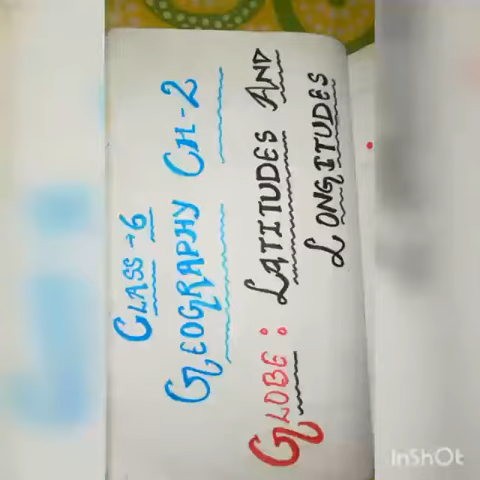 CLASS → 6
GEOGRAPHY CH-2
GLOBE: LATITUDES AND
LONGITUDES
InShOt